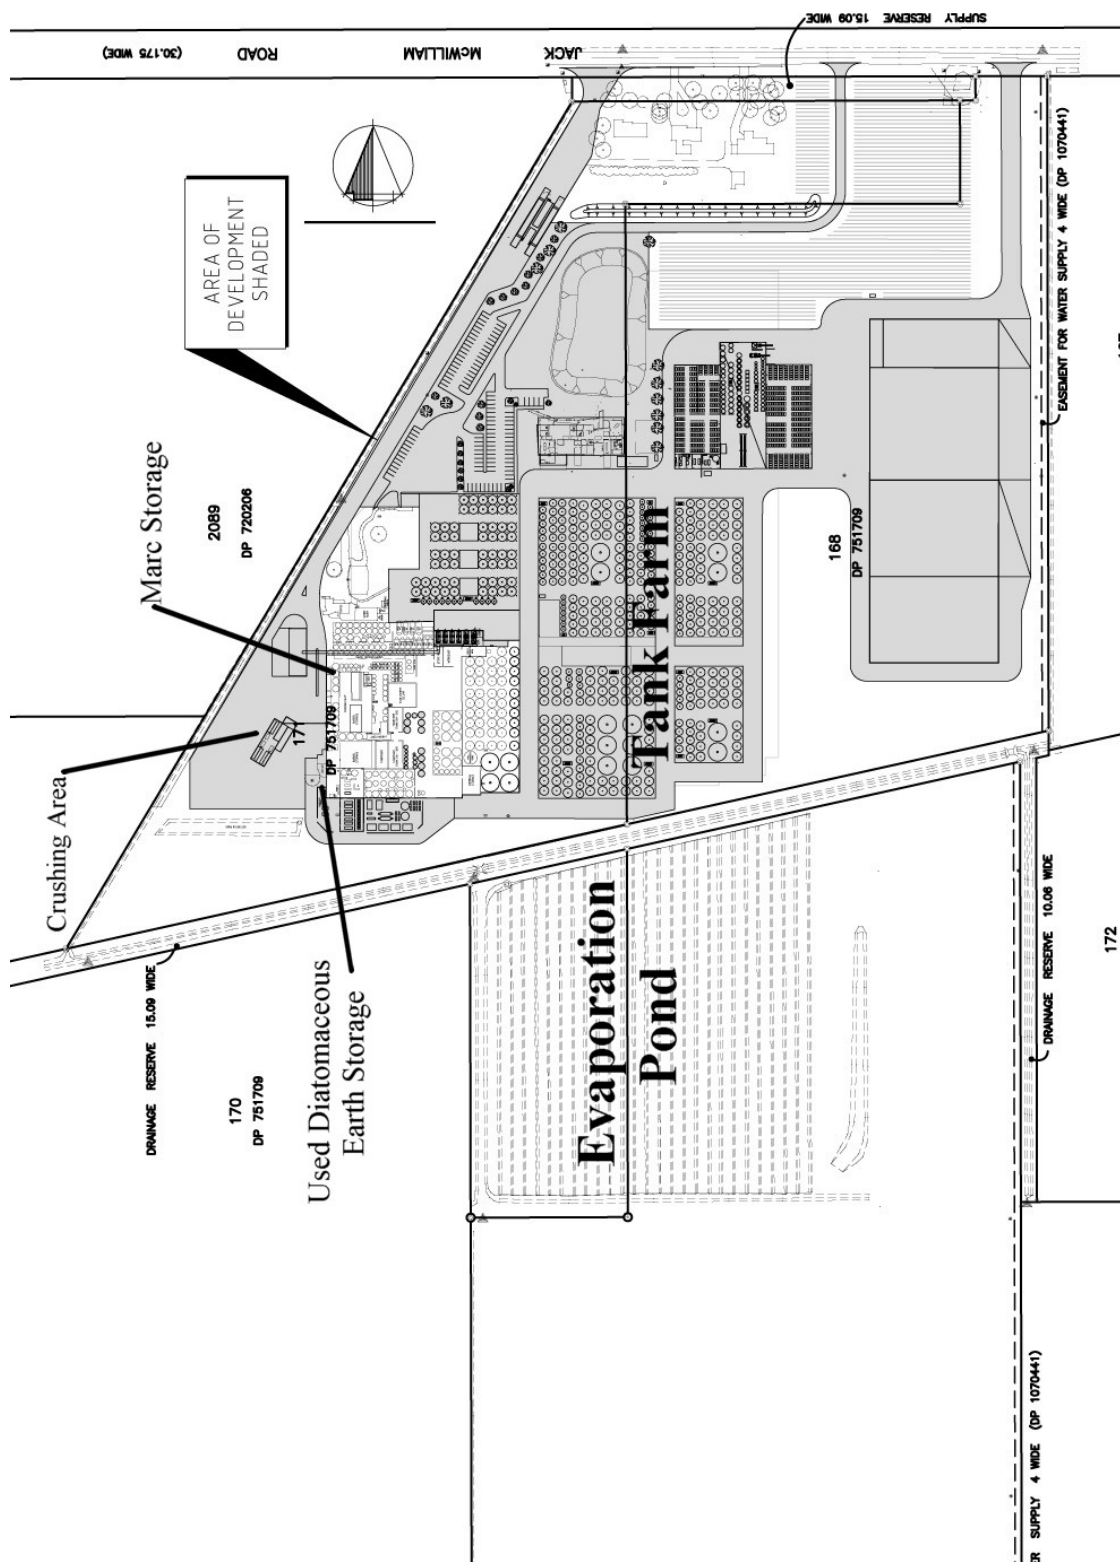 SUPPLY RESERVE 15.09 WIDE
JACK McWILLIAM ROAD (30.175 WIDE)
AREA OF
DEVELOPMENT
SHADED
EASEMENT FOR WATER SUPPLY 4 WIDE (DP 1070441)
Marc Storage
2089
DP 720206
Crushing Area
171
DP 751709
Tank Farm
168
DP 751709
Used Diatomaceous
Earth Storage
DRAINAGE RESERVE 15.09 WIDE
170
DP 751709
Evaporation
Pond
DRAINAGE RESERVE 10.06 WIDE
172
SUPPLY 4 WIDE (DP 1070441)